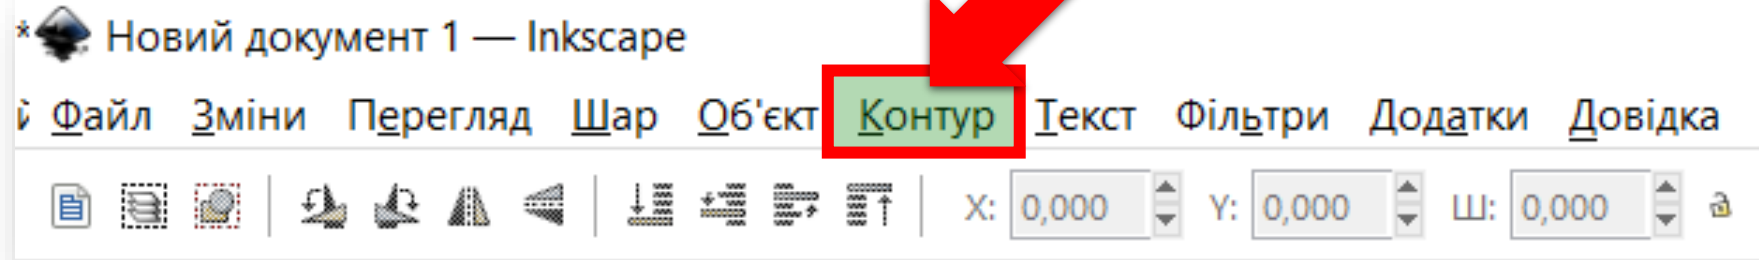 *Новий документ 1 — Inkscape
й Файл Зміни Перегляд Шар Об'єкт Контур Текст Фільтри Додатки Довідка
X: 0,000 Y: 0,000 Ш: 0,000